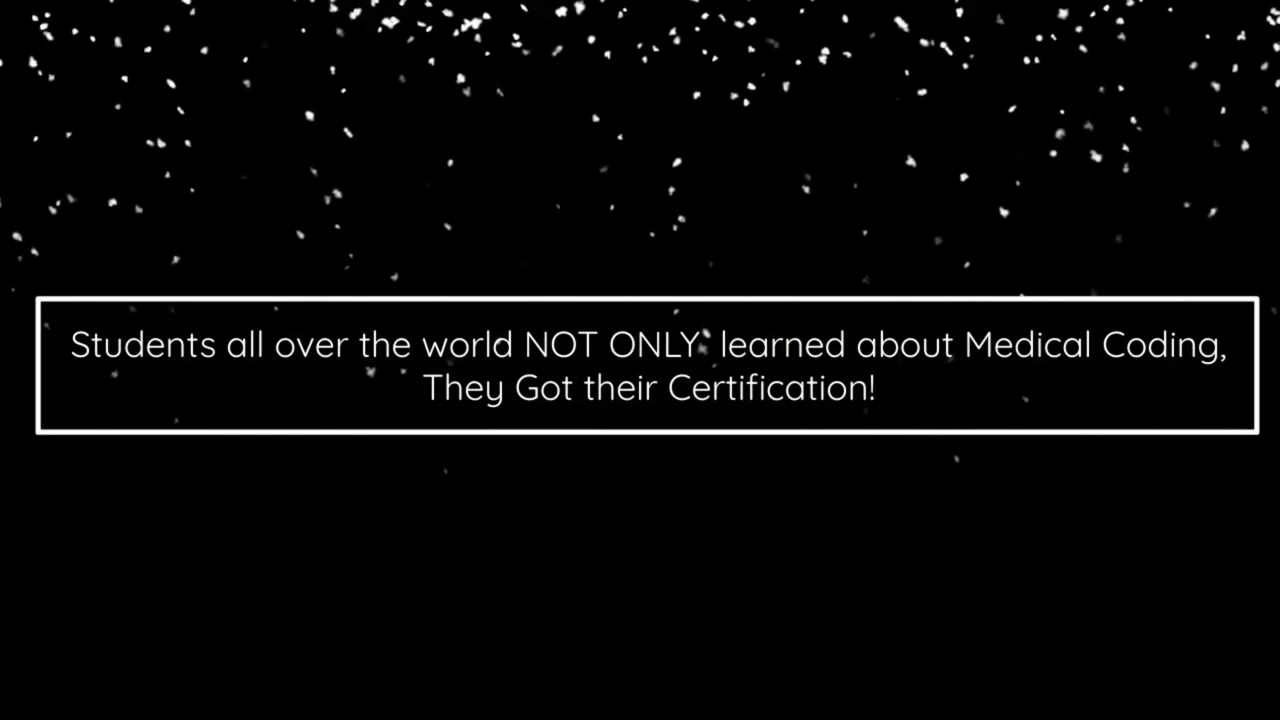 Students all over the world NOT ONLY learned about Medical Coding,
They Got their Certification!